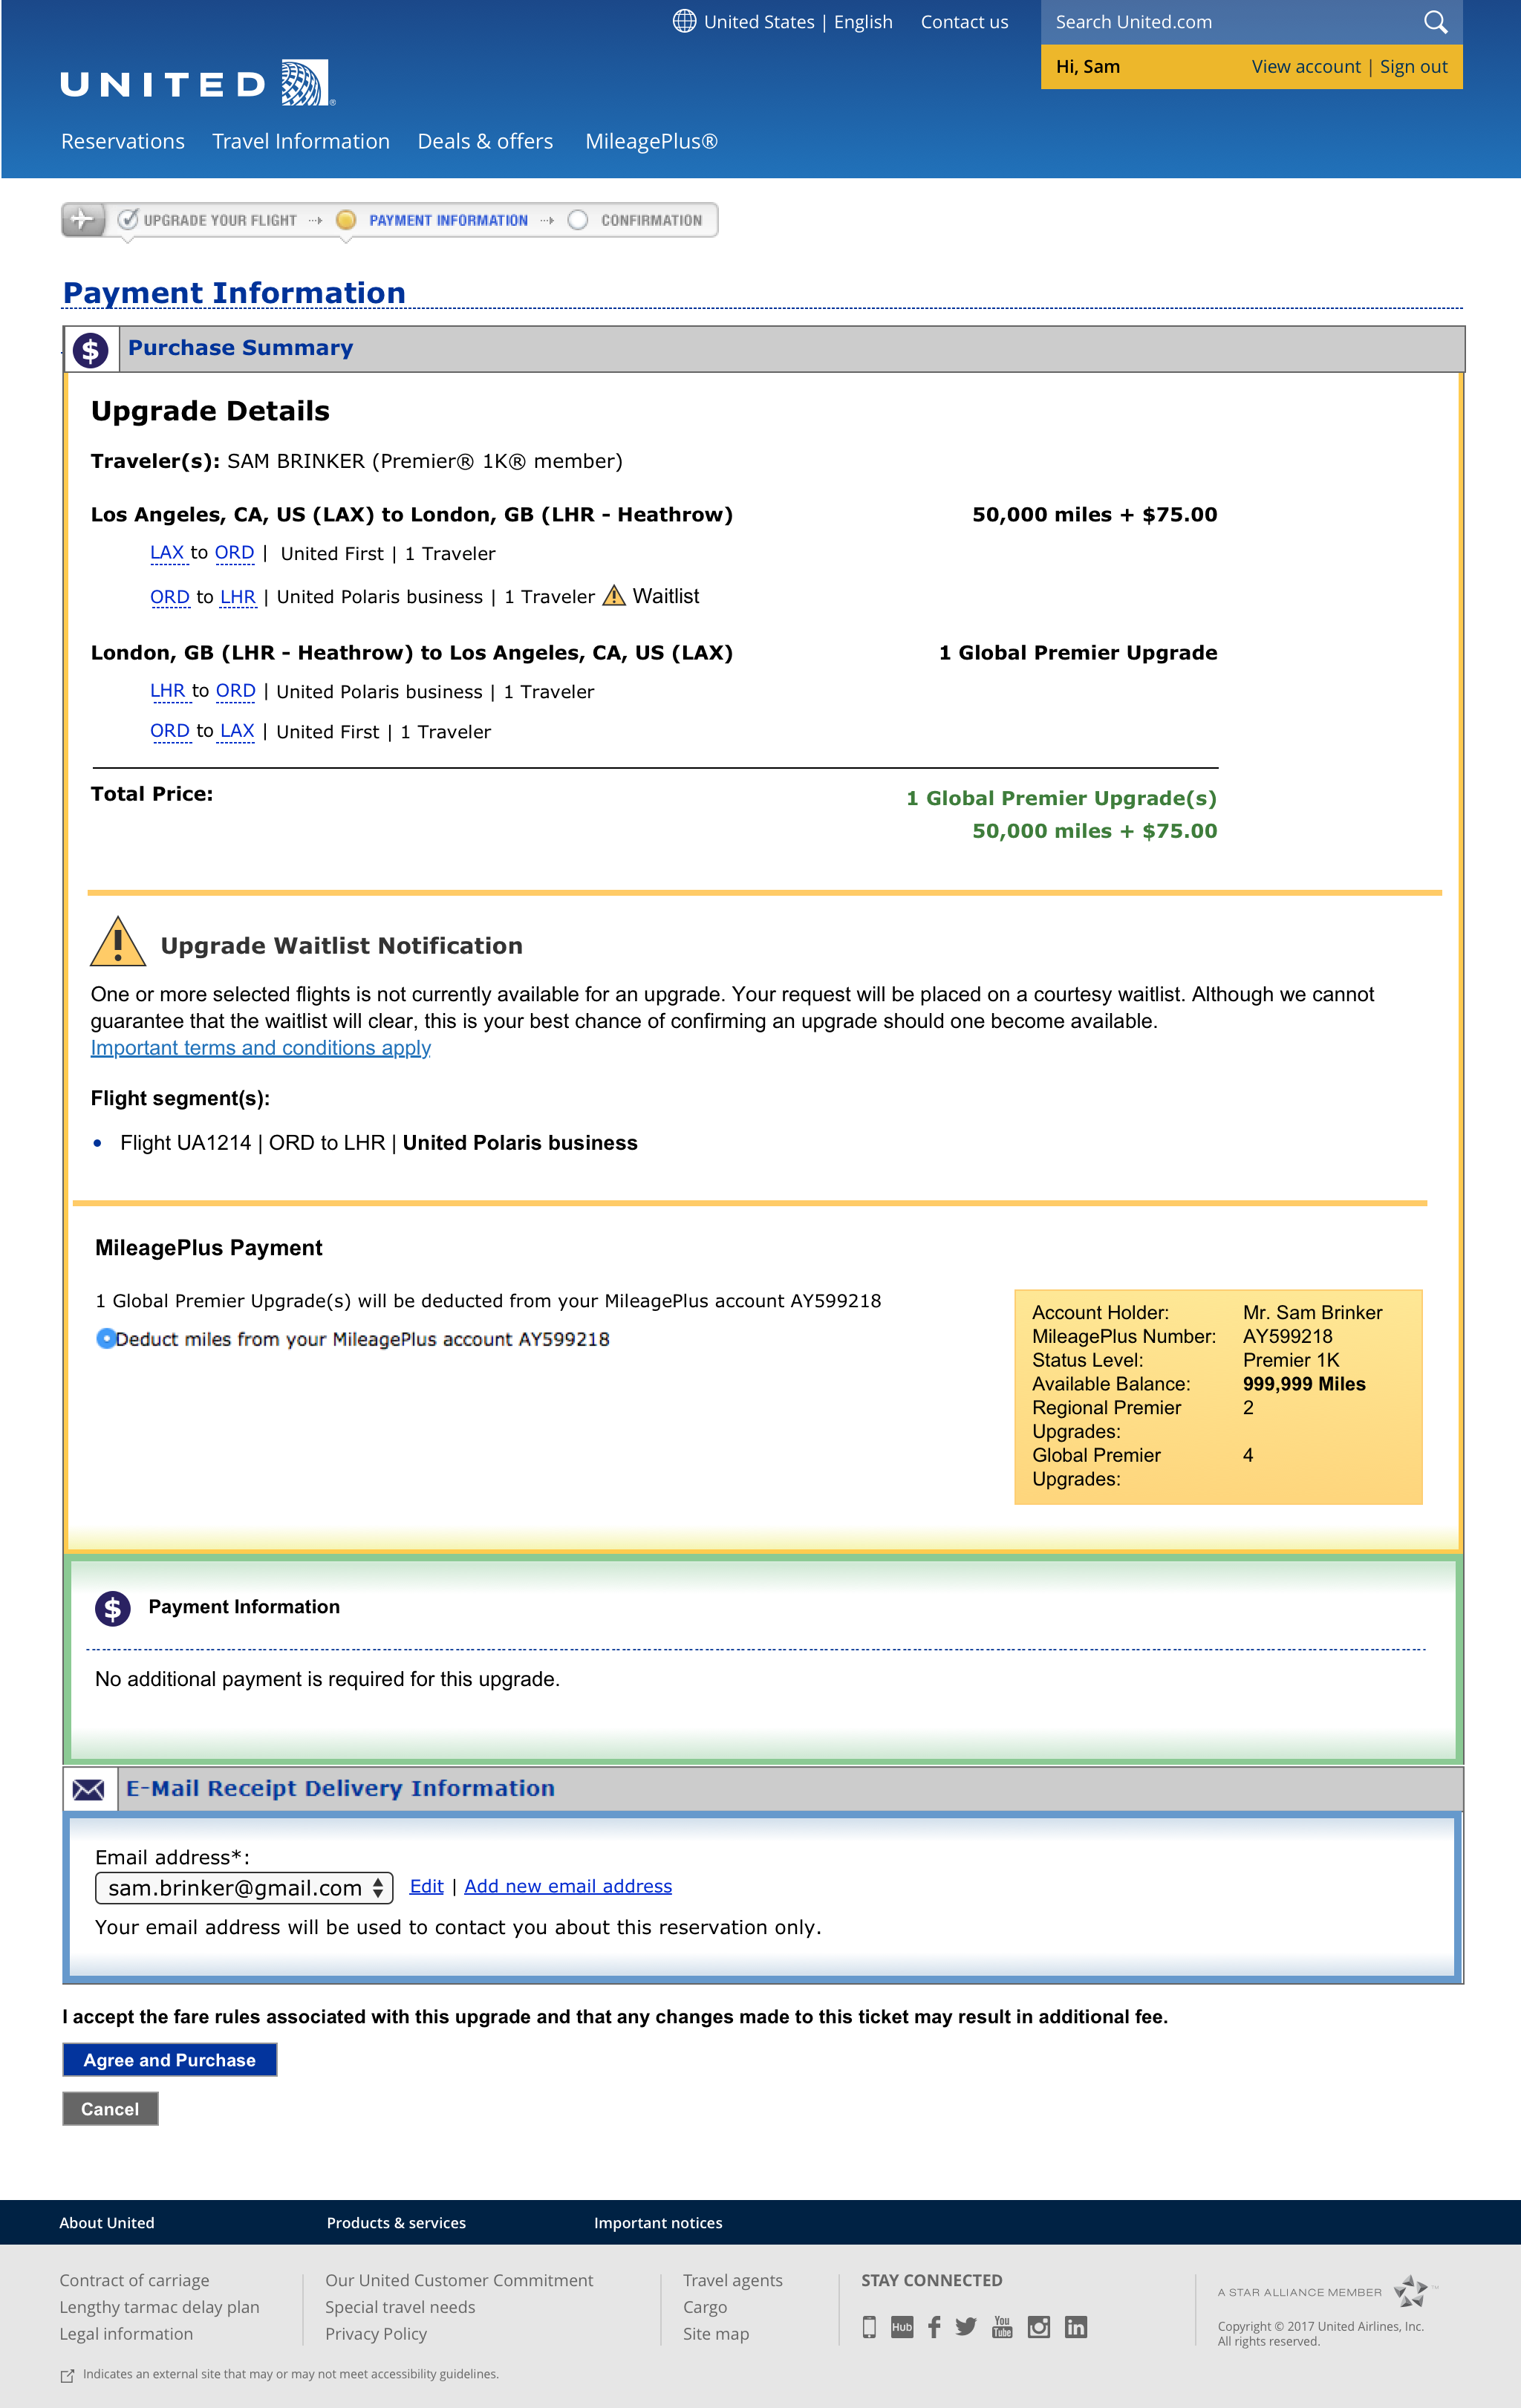 United States | English
Contact us
Search United.com
Hi, Sam
View account | Sign out
UNITED
Reservations
Travel Information
Deals & offers
MileagePlus®
UPGRADE YOUR FLIGHT
PAYMENT INFORMATION
CONFIRMATION
Payment Information
$ Purchase Summary
Upgrade Details
Traveler(s): SAM BRINKER (Premier® 1K® member)
Los Angeles, CA, US (LAX) to London, GB (LHR - Heathrow) 50,000 miles + $75.00
LAX to ORD | United First | 1 Traveler
ORD to LHR | United Polaris business | 1 Traveler Waitlist
London, GB (LHR - Heathrow) to Los Angeles, CA, US (LAX) 1 Global Premier Upgrade
LHR to ORD | United Polaris business | 1 Traveler
ORD to LAX | United First | 1 Traveler
Total Price: 1 Global Premier Upgrade(s)
50,000 miles + $75.00
Upgrade Waitlist Notification
One or more selected flights is not currently available for an upgrade. Your request will be placed on a courtesy waitlist. Although we cannot
guarantee that the waitlist will clear, this is your best chance of confirming an upgrade should one become available.
Important terms and conditions apply
Flight segment(s):
• Flight UA1214 | ORD to LHR | United Polaris business
MileagePlus Payment
1 Global Premier Upgrade(s) will be deducted from your MileagePlus account AY599218
Deduct miles from your MileagePlus account AY599218
Account Holder: Mr. Sam Brinker
MileagePlus Number: AY599218
Status Level: Premier 1K
Available Balance: 999,999 Miles
Regional Premier 2
Upgrades:
Global Premier 4
Upgrades:
$ Payment Information
No additional payment is required for this upgrade.
E-Mail Receipt Delivery Information
Email address*:
sam.brinker@gmail.com Edit | Add new email address
Your email address will be used to contact you about this reservation only.
I accept the fare rules associated with this upgrade and that any changes made to this ticket may result in additional fee.
Agree and Purchase
Cancel
About United
Products & services
Important notices
Contract of carriage
Lengthy tarmac delay plan
Legal information
Our United Customer Commitment
Special travel needs
Privacy Policy
Travel agents
Cargo
Site map
STAY CONNECTED
Hub
You
Tube
A STAR ALLIANCE MEMBER ™
Copyright © 2017 United Airlines, Inc.
All rights reserved.
Indicates an external site that may or may not meet accessibility guidelines.